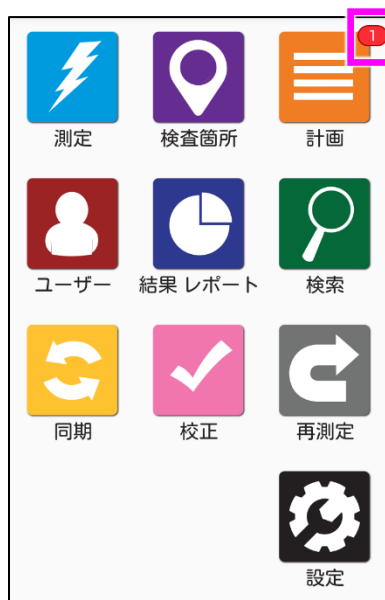 1
測定 検査箇所 計画
ユーザー 結果 レポート 検索
同期 校正 再測定
設定